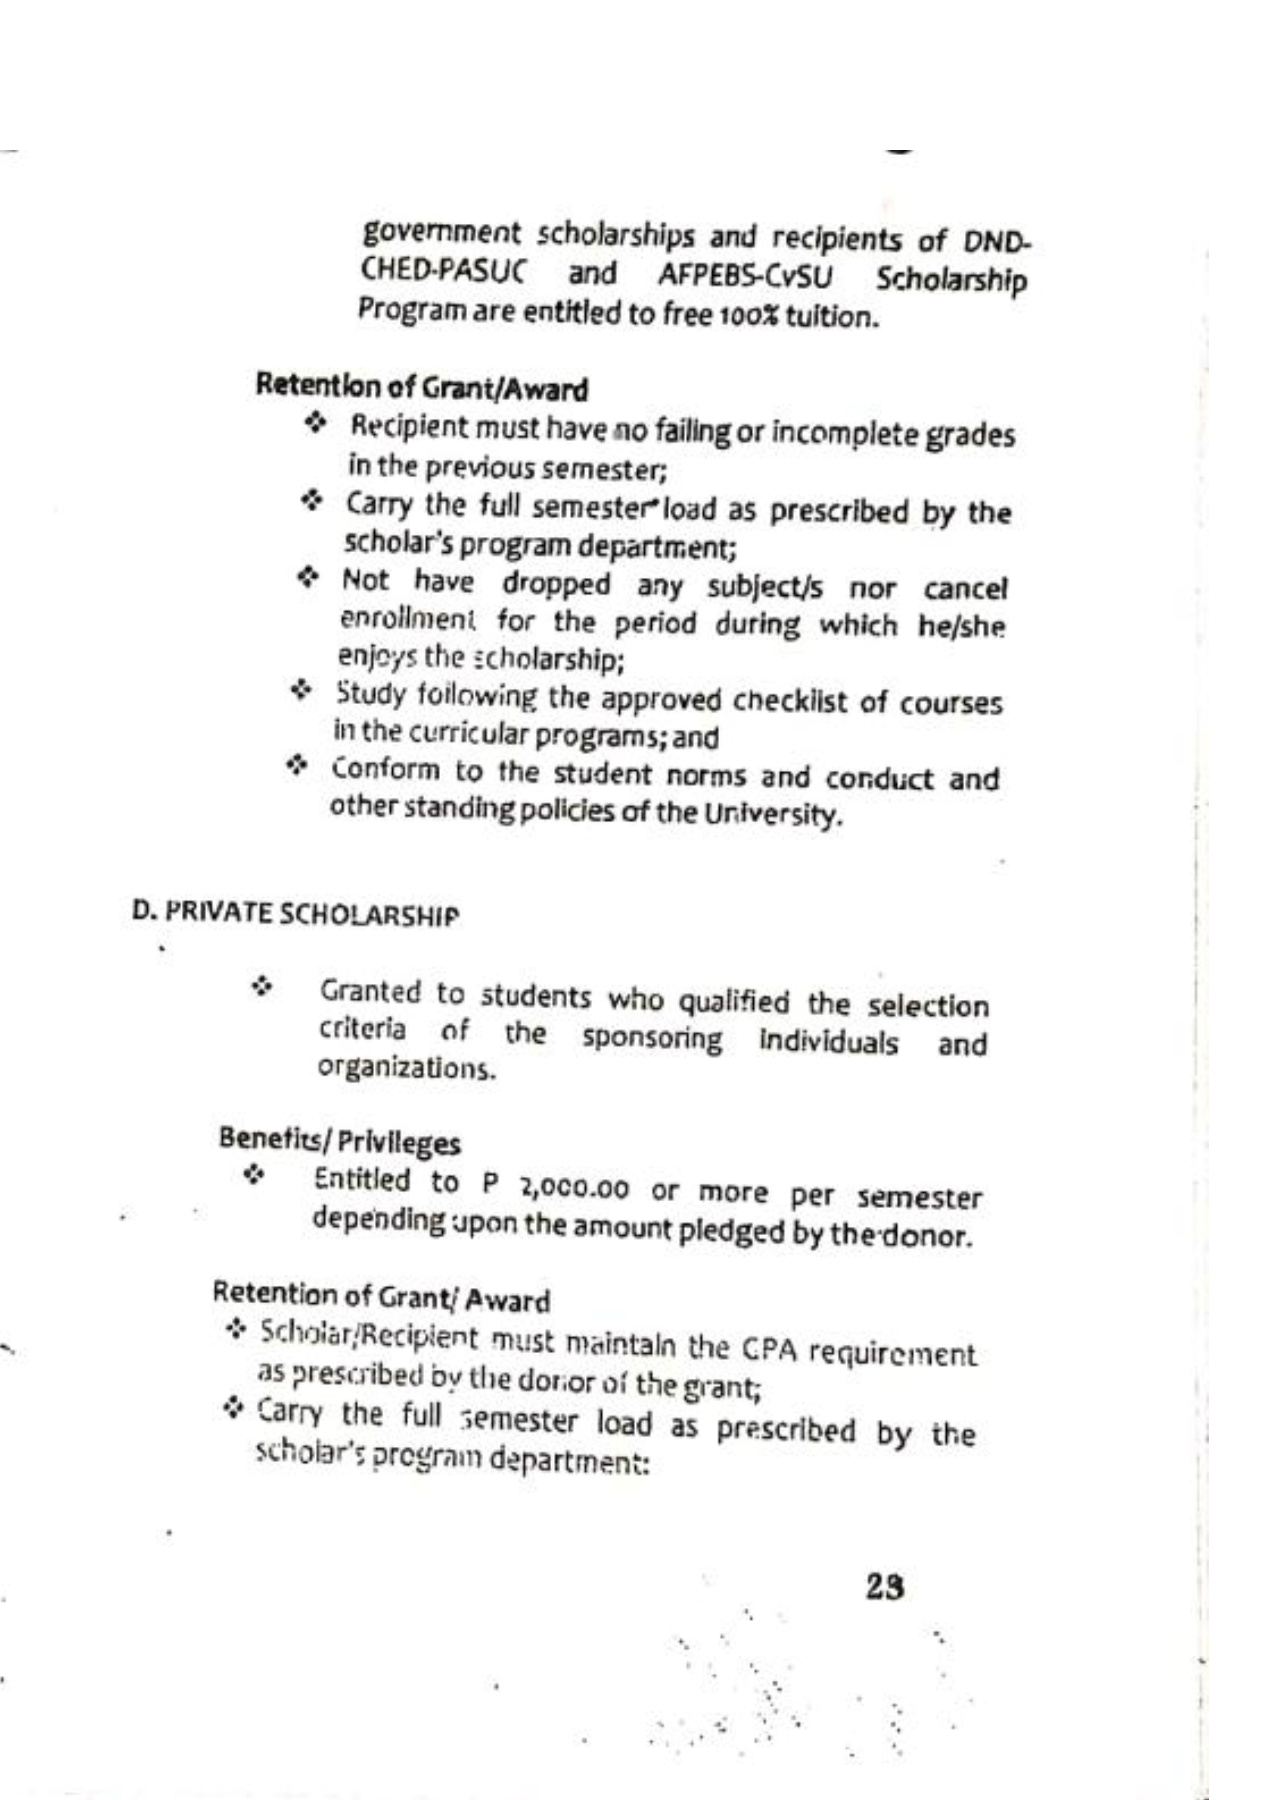 government scholarships and recipients of DND-
CHED-PASUC and AFPEBS-CvSU Scholarship
Program are entitled to free 100% tuition.
Retention of Grant/Award
❖ Recipient must have no failing or incomplete grades
in the previous semester;
❖ Carry the full semester load as prescribed by the
scholar's program department;
❖ Not have dropped any subject/s nor cancel
enrollment for the period during which he/she
enjoys the scholarship;
❖ Study following the approved checklist of courses
in the curricular programs; and
❖ Conform to the student norms and conduct and
other standing policies of the University.
D. PRIVATE SCHOLARSHIP
❖ Granted to students who qualified the selection
criteria of the sponsoring individuals and
organizations.
Benefits/ Privileges
❖ Entitled to P 2,000.00 or more per semester
depending upon the amount pledged by the donor.
Retention of Grant/ Award
❖ Scholar/Recipient must maintain the GPA requirement
as prescribed by the donor of the grant;
❖ Carry the full semester load as prescribed by the
scholar's program department:
23